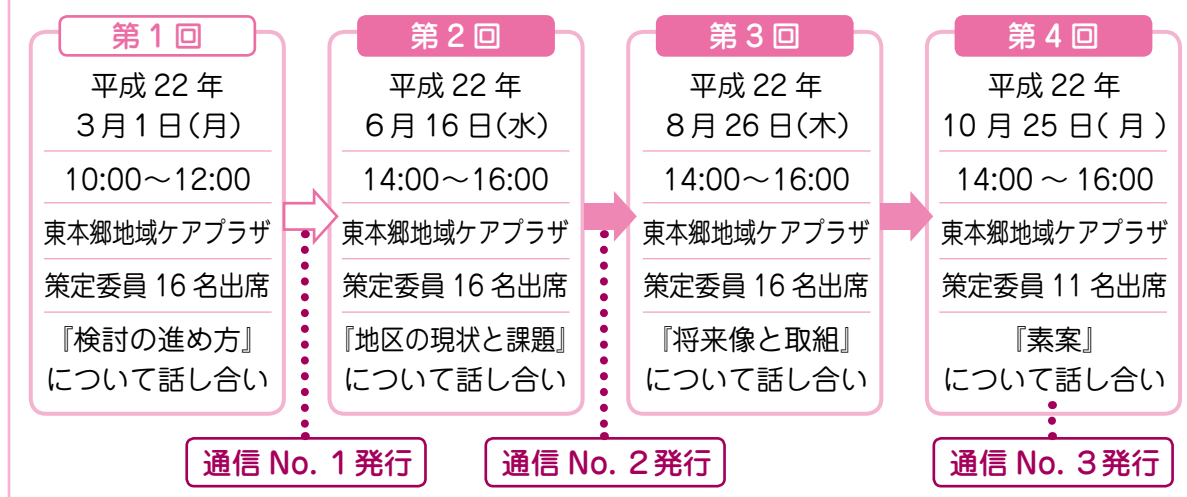 第1回
平成 22 年
3月1日(月)
10:00～12:00
東本郷地域ケアプラザ
策定委員 16 名出席
『検討の進め方』
について話し合い
第2回
平成 22 年
6月 16 日(水)
14:00～16:00
東本郷地域ケアプラザ
策定委員 16 名出席
『地区の現状と課題』
について話し合い
第3回
平成 22 年
8月 26 日(木)
14:00～16:00
東本郷地域ケアプラザ
策定委員 16 名出席
『将来像と取組』
について話し合い
第4回
平成 22 年
10 月 25 日( 月 )
14:00 ～ 16:00
東本郷地域ケアプラザ
策定委員 11 名出席
『素案』
について話し合い
通信 No. 1発行
通信 No. 2発行
通信 No. 3発行